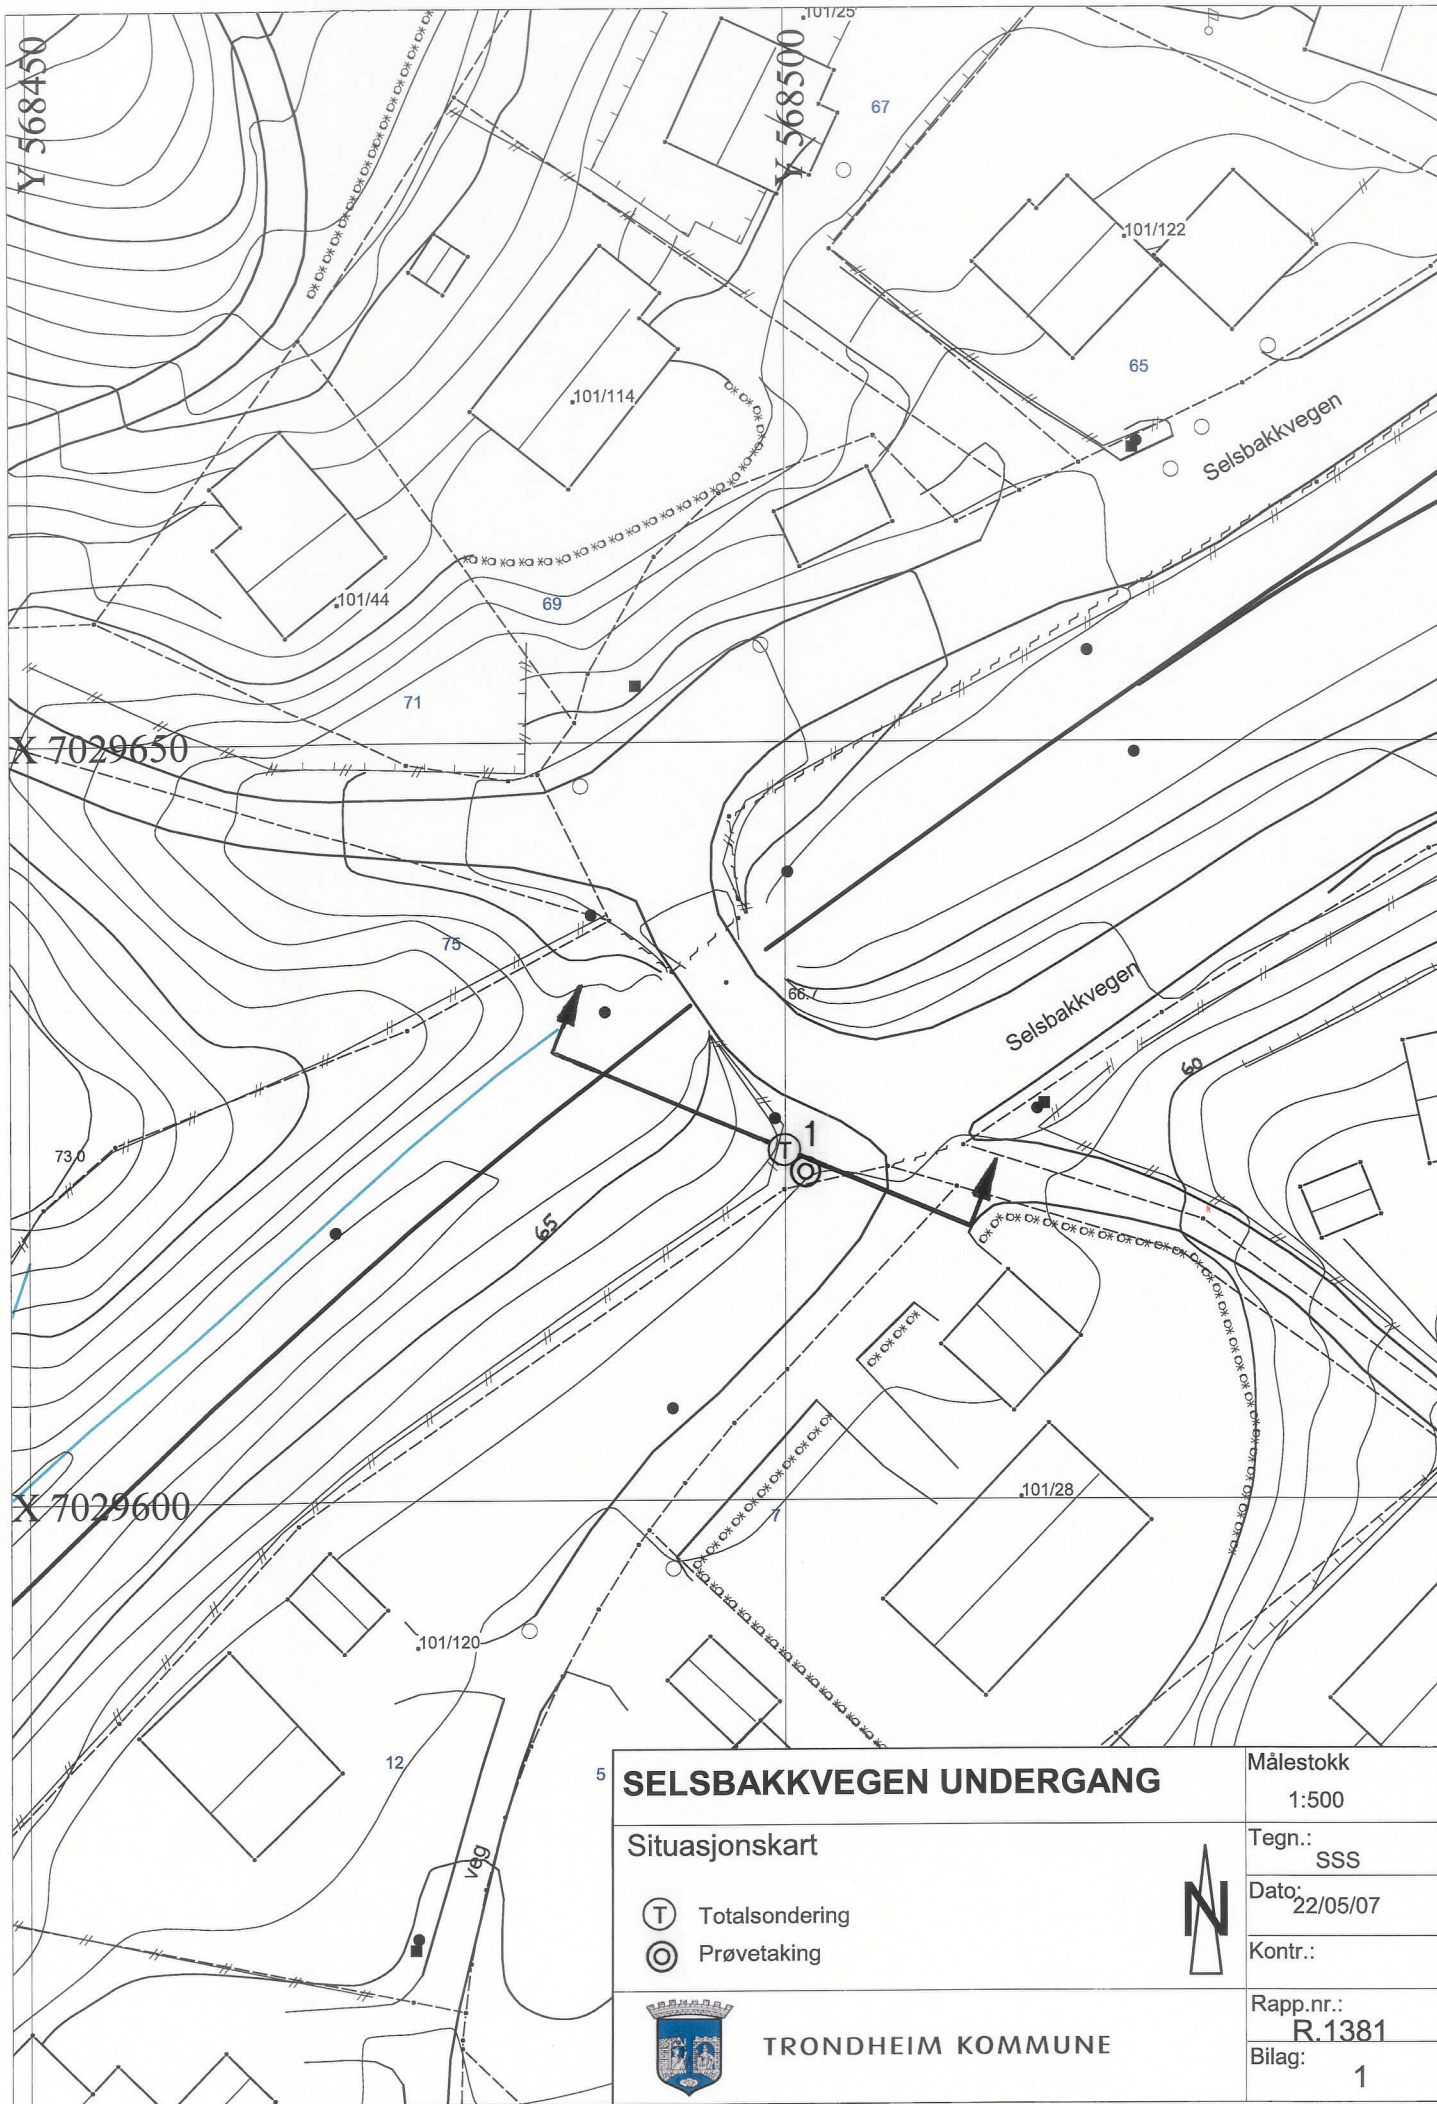 101/25
Y 568450
Y 568500
67
101/122
65
Selsbakkvegen
101/114
101/44
69
71
X 7029650
75
66.7
Selsbakkvegen
60
73.0
1
T
65
X 7029600
101/28
7
101/120
12
5
veg
SELSBAKKVEGEN UNDERGANG
Målestokk
1:500
Situasjonskart
Tegn.:
SSS
T Totalsondering
N
Dato:
22/05/07
Prøvetaking
Kontr.:
TRONDHEIM KOMMUNE
Rapp.nr.:
R.1381
Bilag:
1